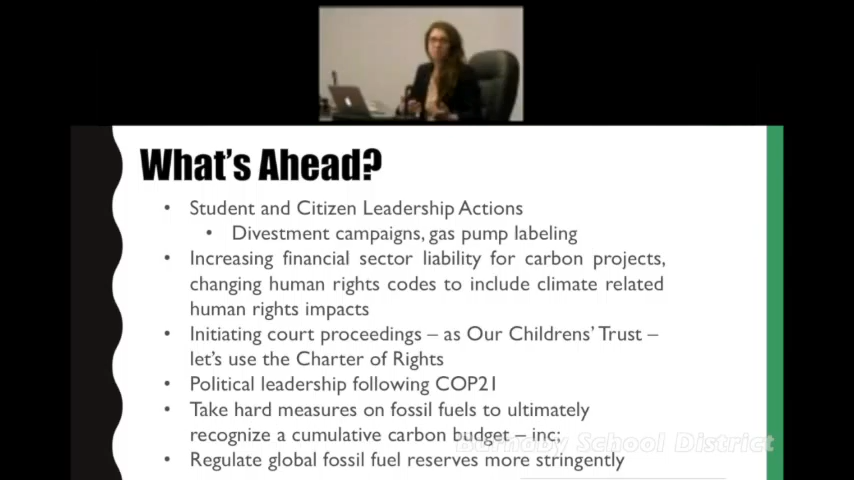 What's Ahead?
• Student and Citizen Leadership Actions
• Divestment campaigns, gas pump labeling
• Increasing financial sector liability for carbon projects,
changing human rights codes to include climate related
human rights impacts
• Initiating court proceedings – as Our Childrens' Trust –
let's use the Charter of Rights
• Political leadership following COP21
• Take hard measures on fossil fuels to ultimately
recognize a cumulative carbon budget – inc;
Burnaby School District
• Regulate global fossil fuel reserves more stringently